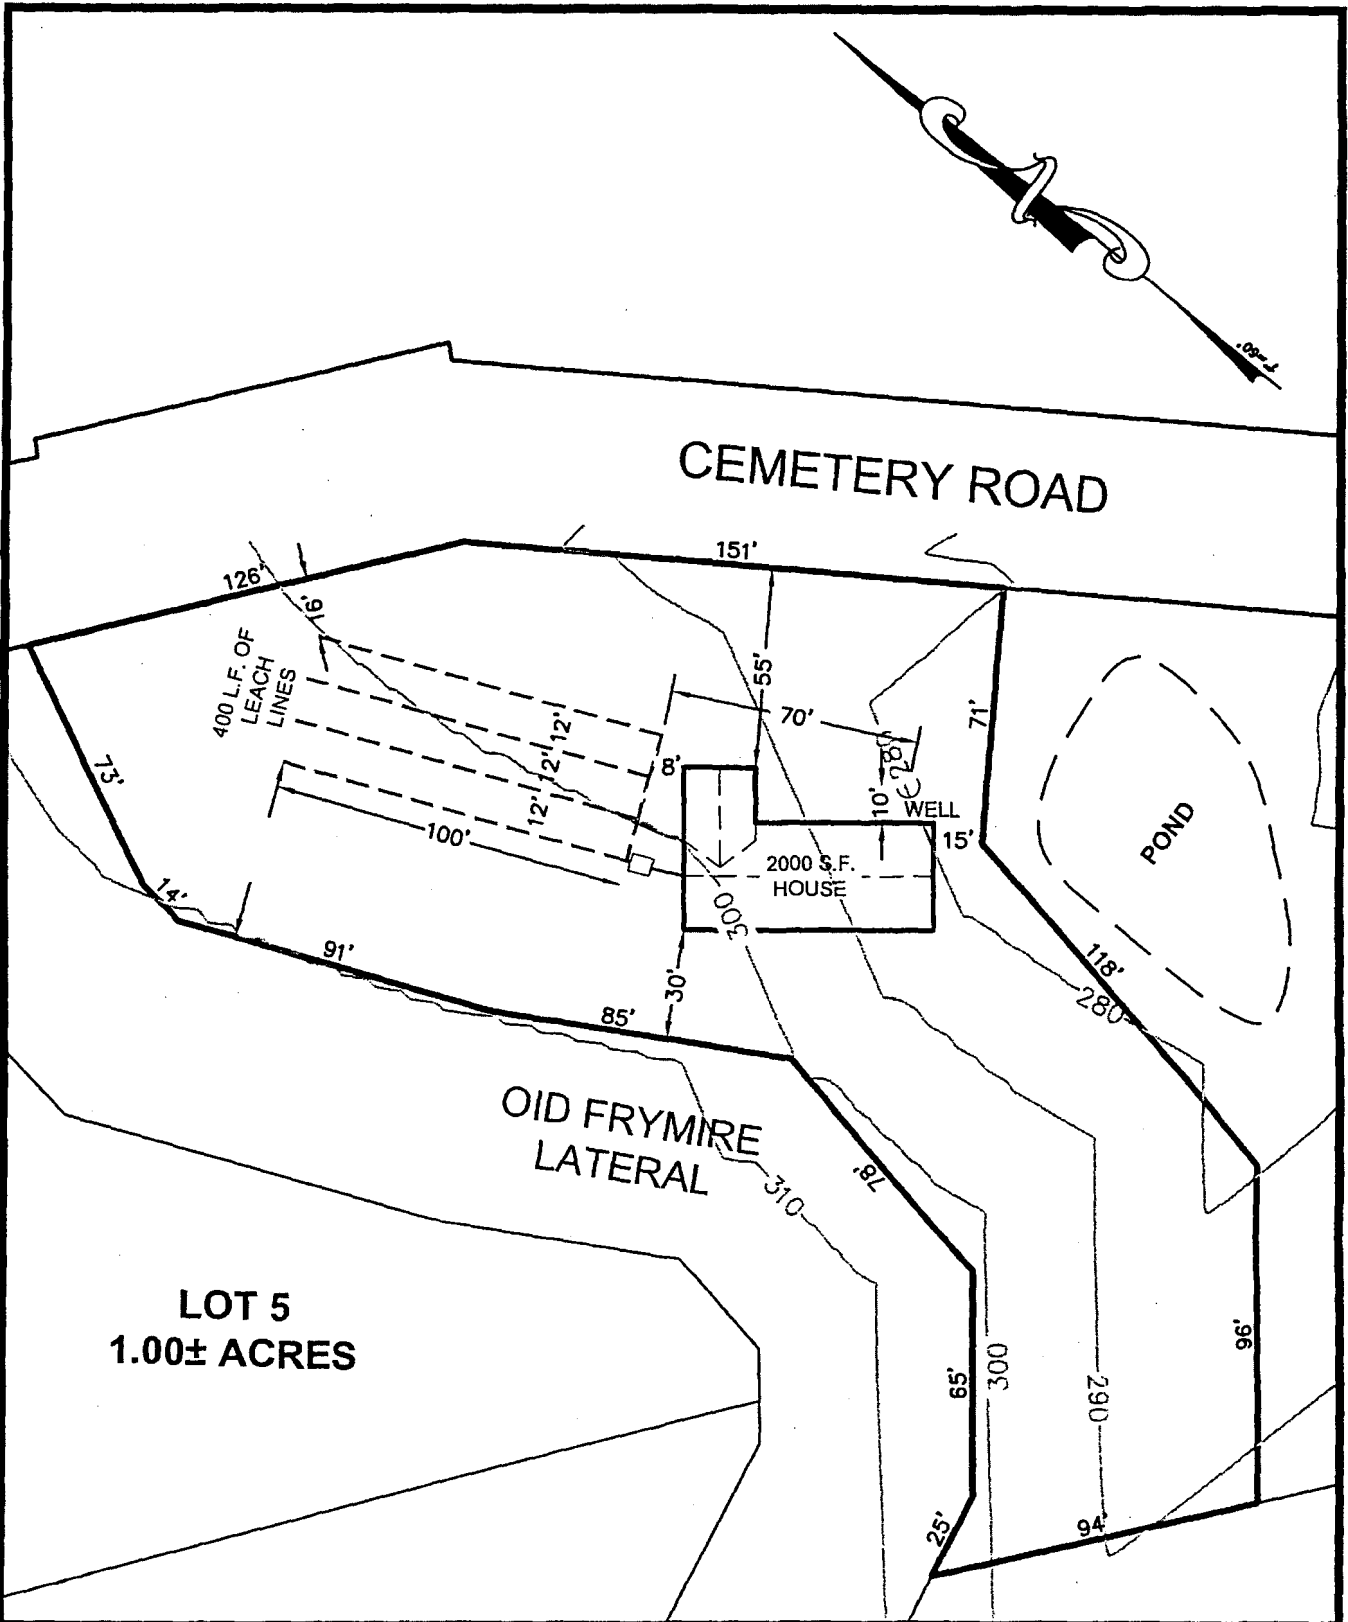 1"=60'
CEMETERY ROAD
151'
126'
16'
400 L.F. OF
LEACH
LINES
55'
70'
71'
12'
12'
12'
8'
10'
WELL
15'
POND
73'
100'
2000 S.F.
HOUSE
300
14'
91'
30'
118'
280
85'
OID FRYMIRE
LATERAL
78'
310
LOT 5
1.00± ACRES
65'
300
290
96'
25'
94'